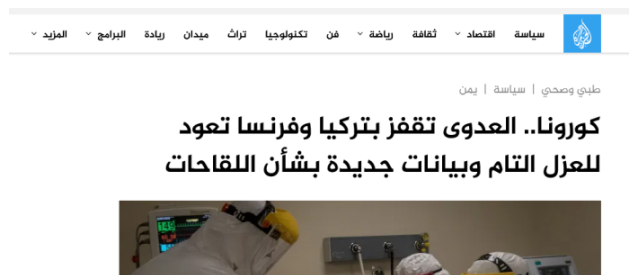 سياسة اقتصاد ثقافة رياضة فن تكنولوجيا تراث ميدان ريادة البرامج المزيد
طبي وصحي | سياسة | يمن
كورونا.. العدوى تقفز بتركيا وفرنسا تعود
للعزل التام وبيانات جديدة بشأن اللقاحات